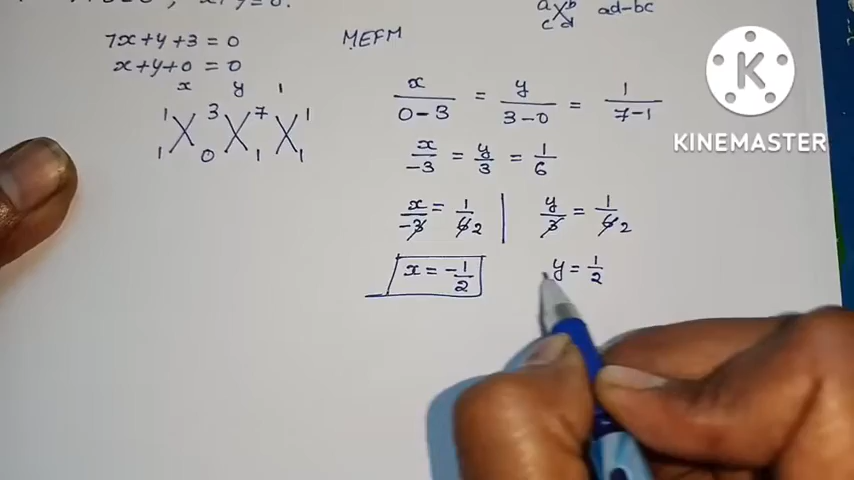 x+y=0.
a b
c d ad-bc
7x+y+3=0
x+y+0=0
MEFM
x y 1
1 3 7 1
1 0 1 1
x/0-3 = y/3-0 = 1/7-1
x/-3 = y/3 = 1/6
x/-3 = 1/6 2 | y/3 = 1/6 2
x = -1/2 y = 1/2
K
KINEMASTER